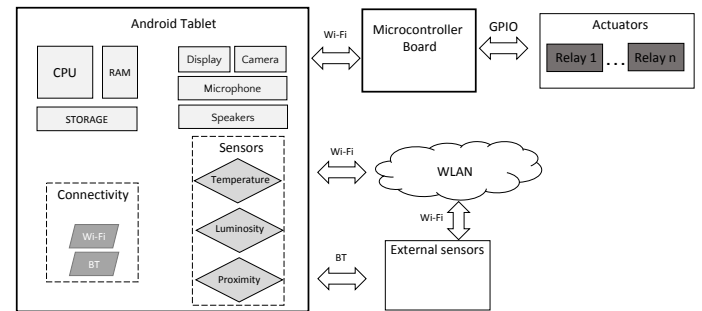 Android Tablet
CPU
RAM
STORAGE
Display
Camera
Microphone
Speakers
Sensors
Temperature
Luminosity
Proximity
Connectivity
Wi-Fi
BT
Wi-Fi
Microcontroller
Board
GPIO
Actuators
Relay 1
...
Relay n
Wi-Fi
WLAN
Wi-Fi
BT
External sensors